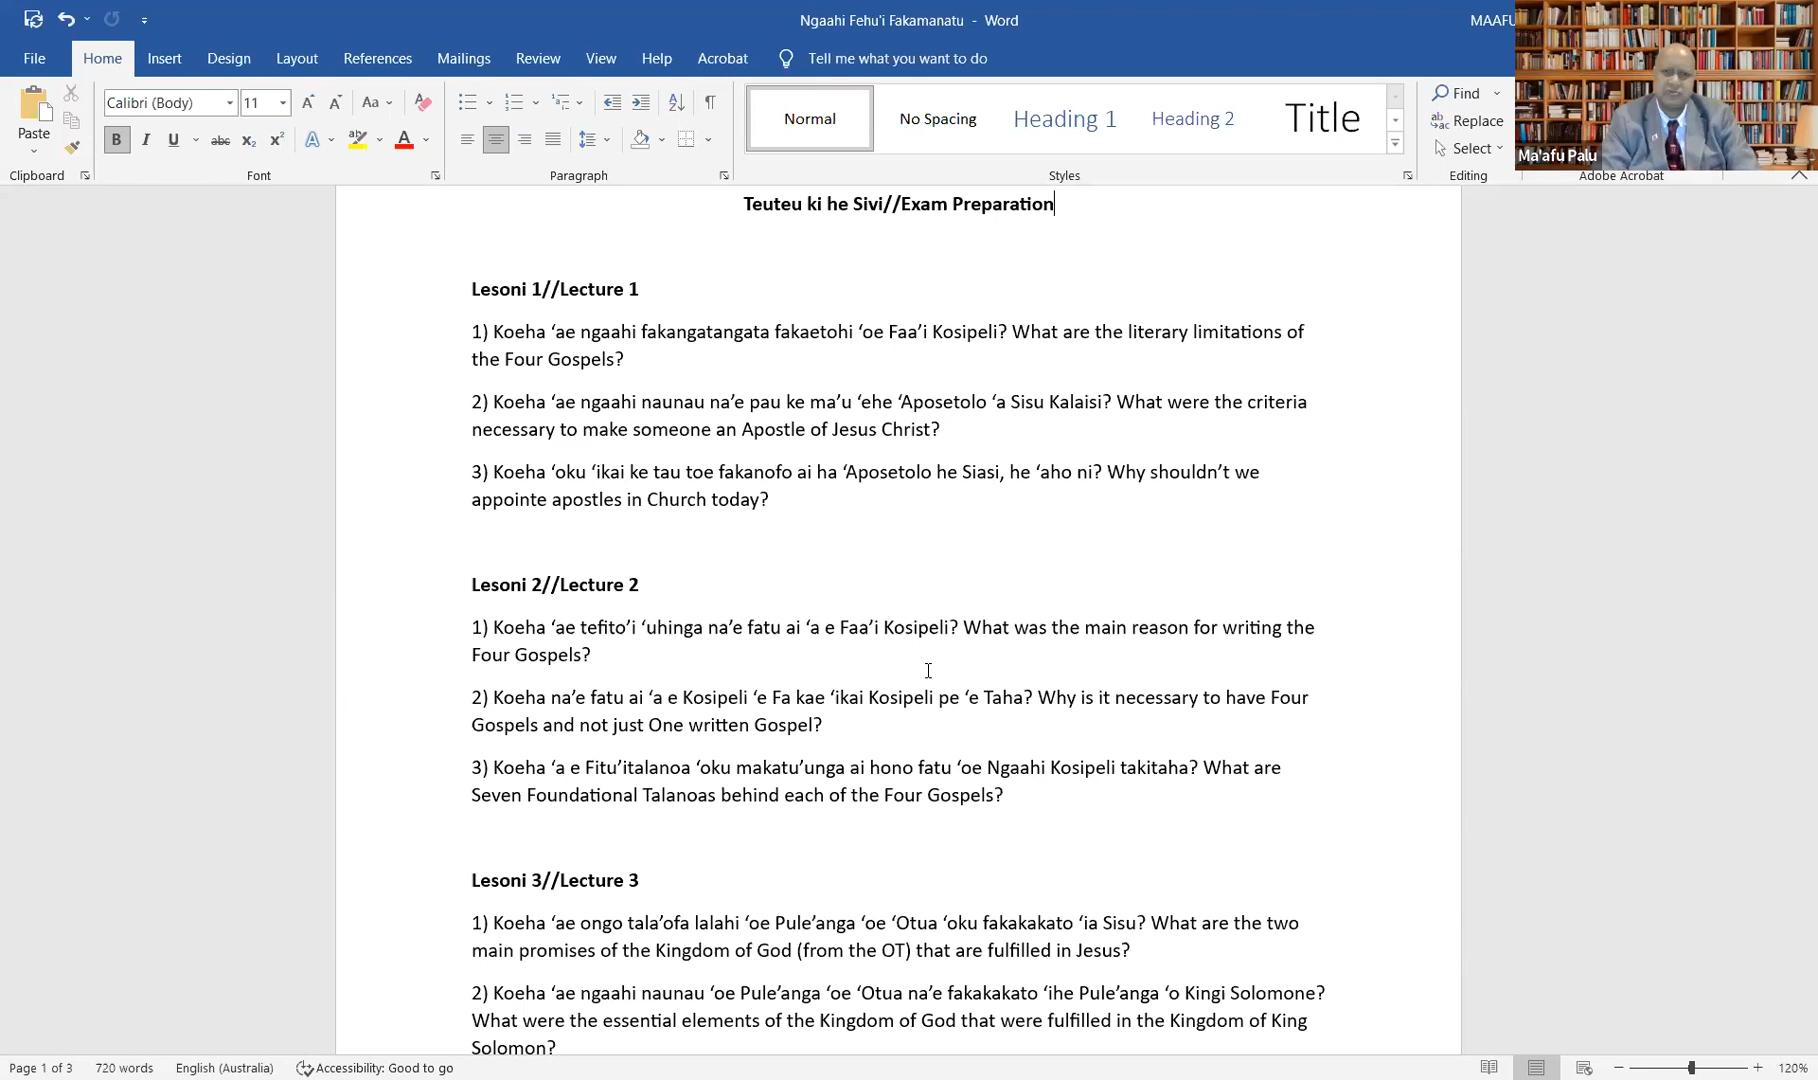 Ngaahi Fehu'i Fakamanatu - Word
MAAFU
File Home Insert Design Layout References Mailings Review View Help Acrobat Tell me what you want to do
Calibri (Body) 11 Aa
Paste
B I U abc x₂ x² A A
Normal No Spacing Heading 1 Heading 2 Title
Find
Replace
Select
Ma'afu Palu
Clipboard Font Paragraph Styles Editing Adobe Acrobat
Teuteu ki he Sivi//Exam Preparation
Lesoni 1//Lecture 1
1) Koeha ‘ae ngaahi fakangatangata fakaetohi ‘oe Faa’i Kosipeli? What are the literary limitations of
the Four Gospels?
2) Koeha ‘ae ngaahi naunau na’e pau ke ma’u ‘ehe ‘Aposetolo ‘a Sisu Kalaisi? What were the criteria
necessary to make someone an Apostle of Jesus Christ?
3) Koeha ‘oku ‘ikai ke tau toe fakanofo ai ha ‘Aposetolo he Siasi, he ‘aho ni? Why shouldn’t we
appointe apostles in Church today?
Lesoni 2//Lecture 2
1) Koeha ‘ae tefito’i ‘uhinga na’e fatu ai ‘a e Faa’i Kosipeli? What was the main reason for writing the
Four Gospels?
2) Koeha na’e fatu ai ‘a e Kosipeli ‘e Fa kae ‘ikai Kosipeli pe ‘e Taha? Why is it necessary to have Four
Gospels and not just One written Gospel?
3) Koeha ‘a e Fitu’italanoa ‘oku makatu’unga ai hono fatu ‘oe Ngaahi Kosipeli takitaha? What are
Seven Foundational Talanoas behind each of the Four Gospels?
Lesoni 3//Lecture 3
1) Koeha ‘ae ongo tala’ofa lalahi ‘oe Pule’anga ‘oe ‘Otua ‘oku fakakakato ‘ia Sisu? What are the two
main promises of the Kingdom of God (from the OT) that are fulfilled in Jesus?
2) Koeha ‘ae ngaahi naunau ‘oe Pule’anga ‘oe ‘Otua na’e fakakakato ‘ihe Pule’anga ‘o Kingi Solomone?
What were the essential elements of the Kingdom of God that were fulfilled in the Kingdom of King
Solomon?
Page 1 of 3 720 words English (Australia) Accessibility: Good to go 120%